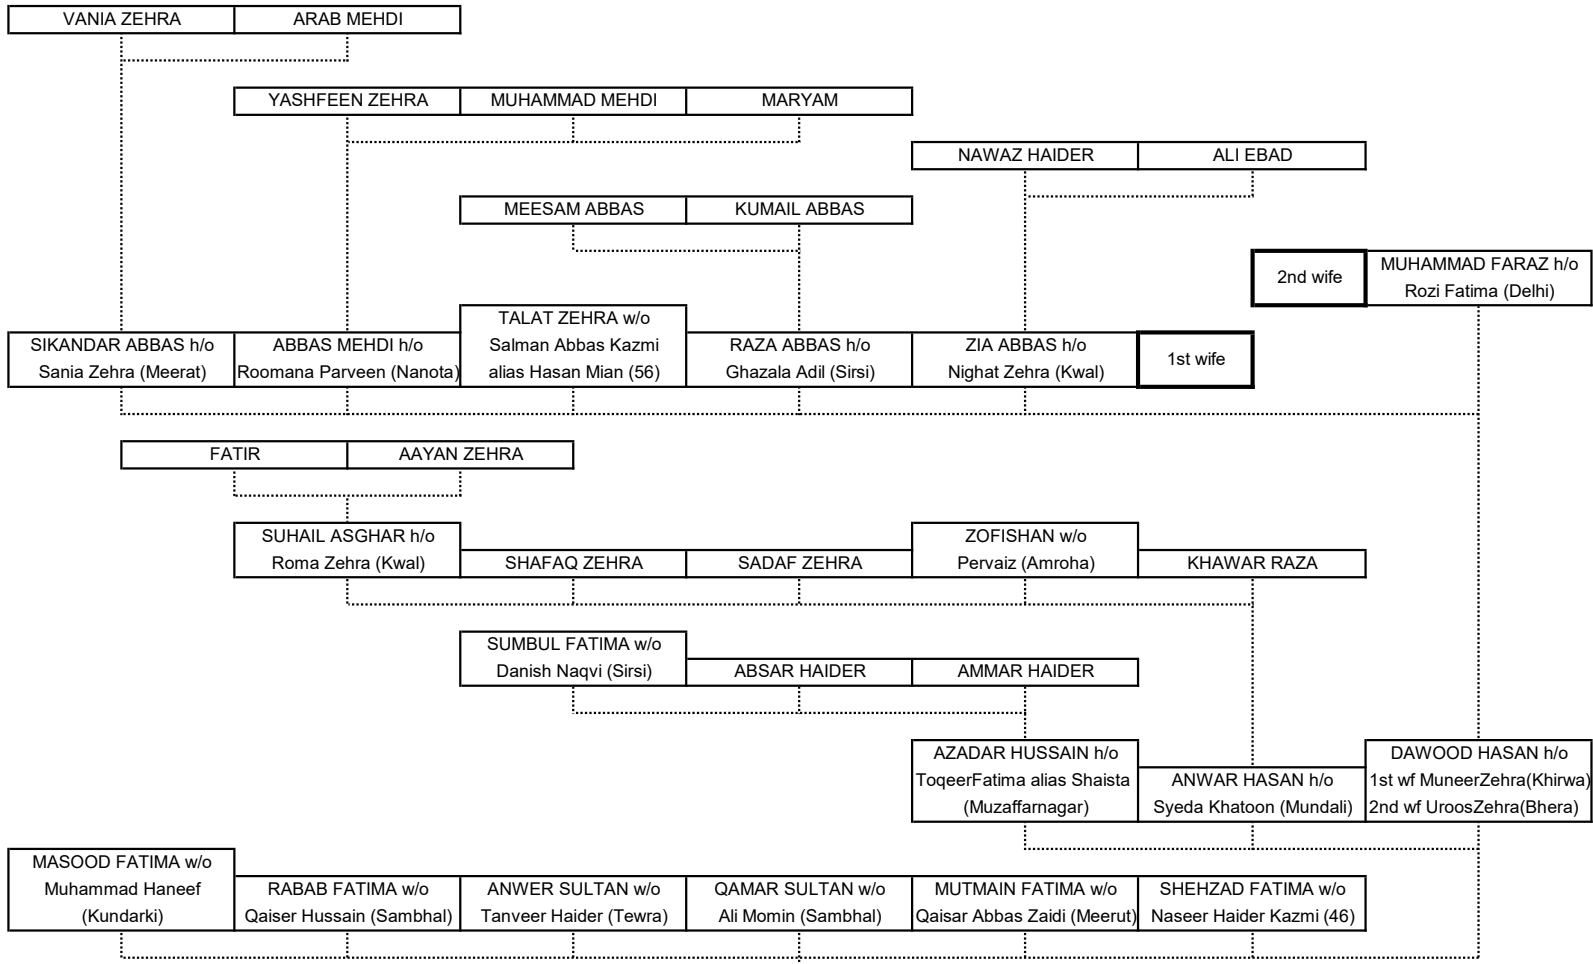 VANIA ZEHRA
ARAB MEHDI
YASHFEEN ZEHRA
MUHAMMAD MEHDI
MARYAM
NAWAZ HAIDER
ALI EBAD
MEESAM ABBAS
KUMAIL ABBAS
2nd wife
MUHAMMAD FARAZ h/o
Rozi Fatima (Delhi)
SIKANDAR ABBAS h/o
Sania Zehra (Meerat)
ABBAS MEHDI h/o
Roomana Parveen (Nanota)
TALAT ZEHRA w/o
Salman Abbas Kazmi
alias Hasan Mian (56)
RAZA ABBAS h/o
Ghazala Adil (Sirsi)
ZIA ABBAS h/o
Nighat Zehra (Kwal)
1st wife
FATIR
AAYAN ZEHRA
SUHAIL ASGHAR h/o
Roma Zehra (Kwal)
SHAFAQ ZEHRA
SADAF ZEHRA
ZOFISHAN w/o
Pervaiz (Amroha)
KHAWAR RAZA
SUMBUL FATIMA w/o
Danish Naqvi (Sirsi)
ABSAR HAIDER
AMMAR HAIDER
AZADAR HUSSAIN h/o
ToqeerFatima alias Shaista
(Muzaffarnagar)
ANWAR HASAN h/o
Syeda Khatoon (Mundali)
DAWOOD HASAN h/o
1st wf MuneerZehra(Khirwa)
2nd wf UroosZehra(Bhera)
MASOOD FATIMA w/o
Muhammad Haneef
(Kundarki)
RABAB FATIMA w/o
Qaiser Hussain (Sambhal)
ANWER SULTAN w/o
Tanveer Haider (Tewra)
QAMAR SULTAN w/o
Ali Momin (Sambhal)
MUTMAIN FATIMA w/o
Qaisar Abbas Zaidi (Meerut)
SHEHZAD FATIMA w/o
Naseer Haider Kazmi (46)